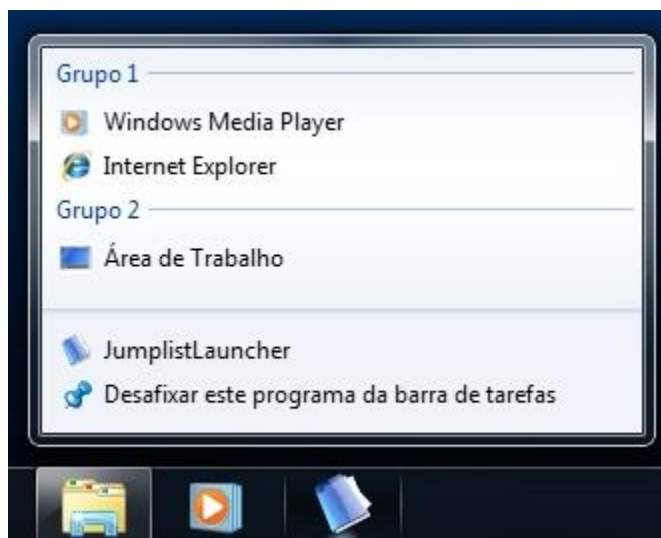 Grupo 1
Windows Media Player
Internet Explorer
Grupo 2
Área de Trabalho
JumplistLauncher
Desafixar este programa da barra de tarefas